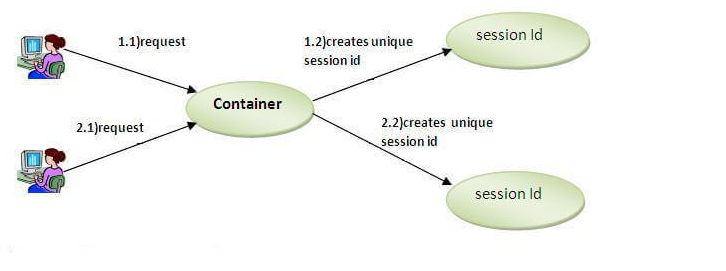 1.1)request
1.2)creates unique
session id
session Id
Container
2.1)request
2.2)creates unique
session id
session Id